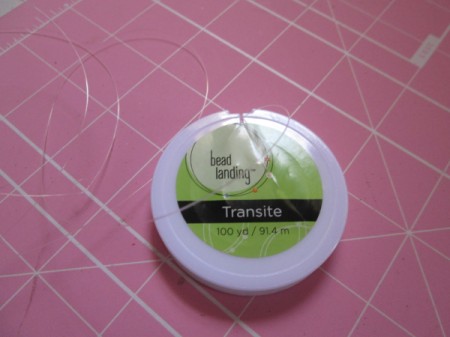 bead
landing™
Transite
100 yd / 91.4 m